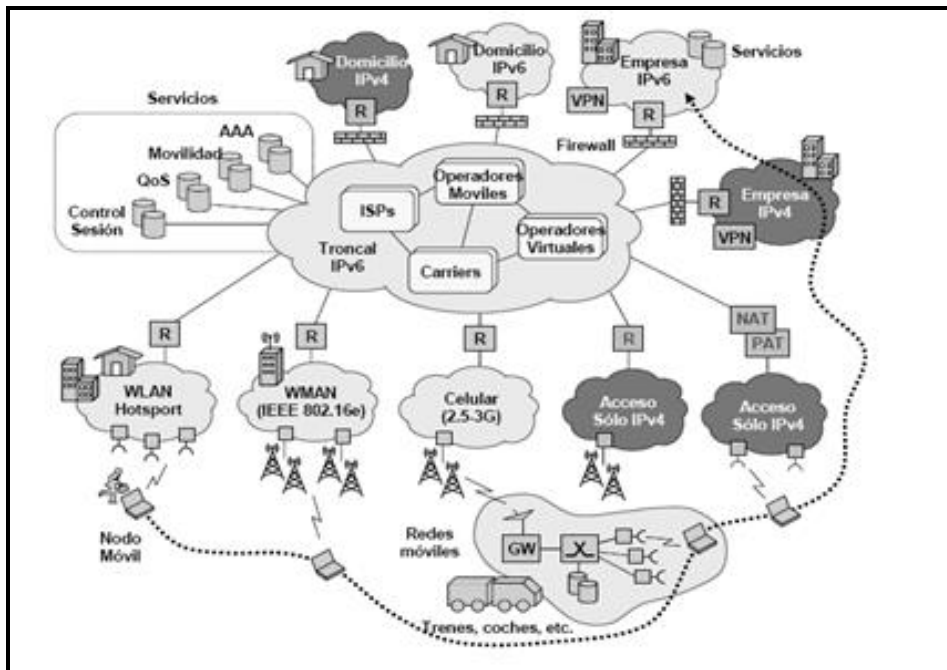 Domicilio
IPv4
R
Domicilio
IPv6
R
Empresa
IPv6
Servicios
VPN
R
Firewall
Servicios
AAA
Movilidad
QoS
Control
Sesión
Operadores
Moviles
ISPs
Operadores
Virtuales
Troncal
IPv6
Carriers
R
Empresa
IPv4
VPN
R
WLAN
Hotsport
R
WMAN
(IEEE 802.16e)
R
Celular
(2.5-3G)
R
Acceso
Sólo IPv4
NAT
PAT
Acceso
Sólo IPv4
Nodo
Móvil
Redes
móviles
GW
Trenes, coches, etc.